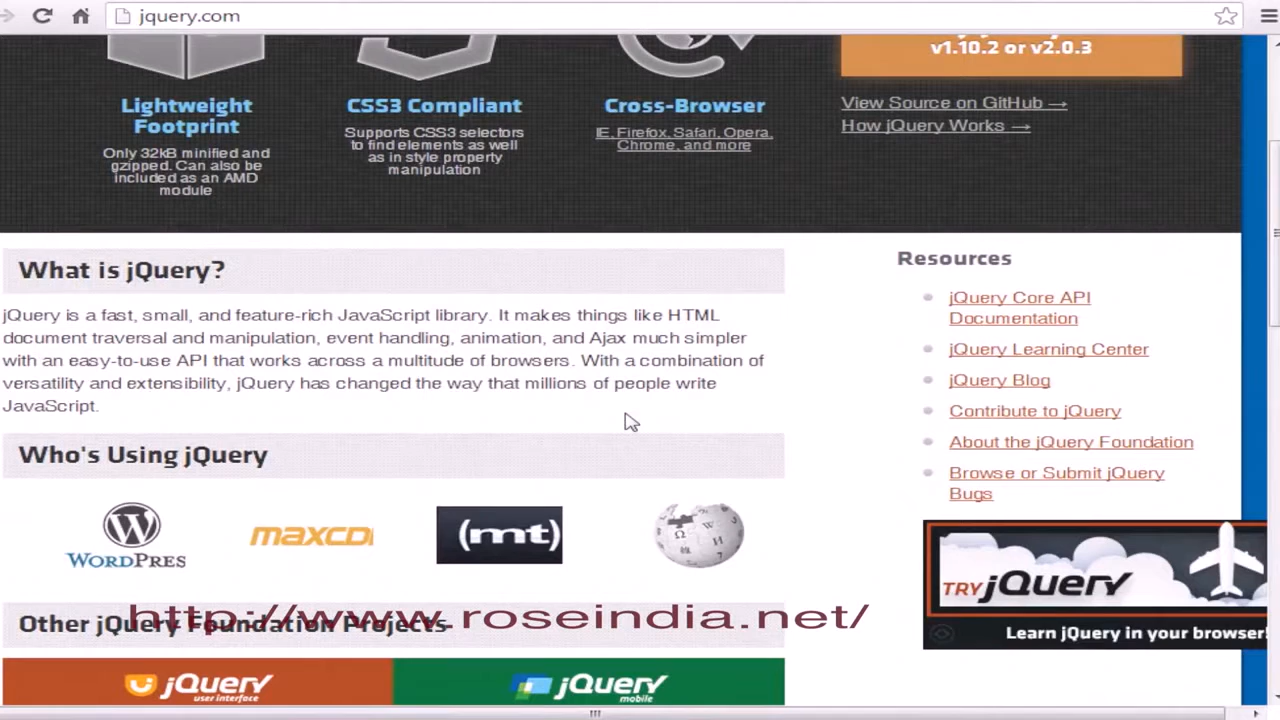 jquery.com
v1.10.2 or v2.0.3
Lightweight
Footprint
Only 32kB minified and
gzipped. Can also be
included as an AMD
module
CSS3 Compliant
Supports CSS3 selectors
to find elements as well
as in style property
manipulation
Cross-Browser
IE, Firefox, Safari, Opera,
Chrome, and more
View Source on GitHub →
How jQuery Works →
What is jQuery?
jQuery is a fast, small, and feature-rich JavaScript library. It makes things like HTML
document traversal and manipulation, event handling, animation, and Ajax much simpler
with an easy-to-use API that works across a multitude of browsers. With a combination of
versatility and extensibility, jQuery has changed the way that millions of people write
JavaScript.
Who's Using jQuery
WORDPRES
MAXCD
(mt)
Other jQuery Foundation Projects
http://www.roseindia.net/
jQuery
user interface
jQuery
mobile
Resources
jQuery Core API
Documentation
jQuery Learning Center
jQuery Blog
Contribute to jQuery
About the jQuery Foundation
Browse or Submit jQuery
Bugs
TRY jQuery
Learn jQuery in your browser!